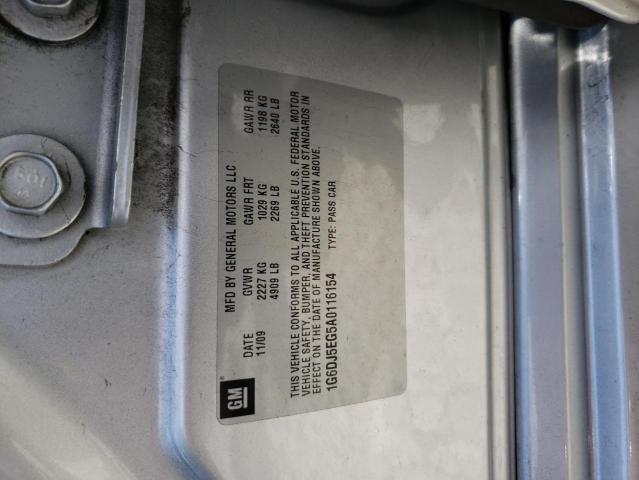 GM
®
MFD BY GENERAL MOTORS LLC
DATE GVWR GAWR FRT GAWR RR
11/09 2227 KG 1029 KG 1198 KG
4909 LB 2269 LB 2640 LB
THIS VEHICLE CONFORMS TO ALL APPLICABLE U.S. FEDERAL MOTOR
VEHICLE SAFETY, BUMPER, AND THEFT PREVENTION STANDARDS IN
EFFECT ON THE DATE OF MANUFACTURE SHOWN ABOVE.
1G6DJ5EG5A0116154 TYPE: PASS CAR